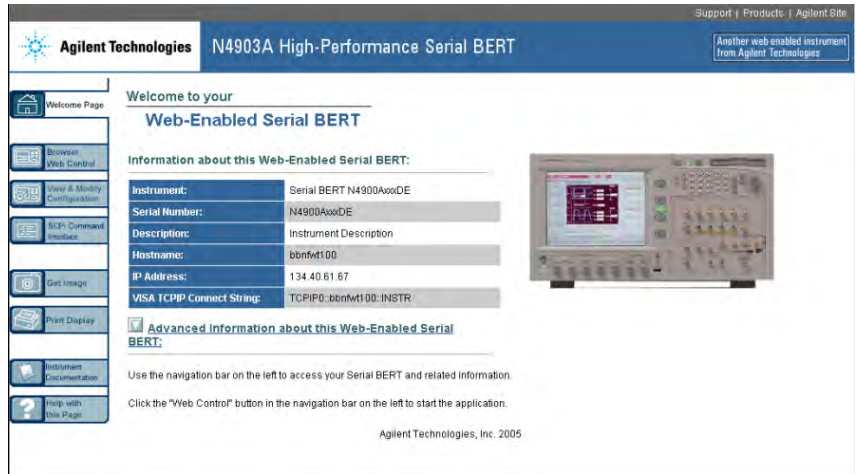 Support | Products | Agilent Site
Agilent Technologies
N4903A High-Performance Serial BERT
Another web enabled instrument
from Agilent Technologies
Welcome Page
Browser
Web Control
View & Modify
Configuration
SCPI Command
Interface
Get Image
Print Display
Instrument
Documentation
Help with
this Page
Welcome to your
Web-Enabled Serial BERT
Information about this Web-Enabled Serial BERT:
Instrument: Serial BERT N4900AxxxDE
Serial Number: N4900AxxxDE
Description: Instrument Description
Hostname: bbnfwt100
IP Address: 134.40.61.67
VISA TCPIP Connect String: TCPIP0::bbnfwt100::INSTR
Advanced Information about this Web-Enabled Serial
BERT:
Use the navigation bar on the left to access your Serial BERT and related information.
Click the "Web Control" button in the navigation bar on the left to start the application.
Agilent Technologies, Inc. 2005